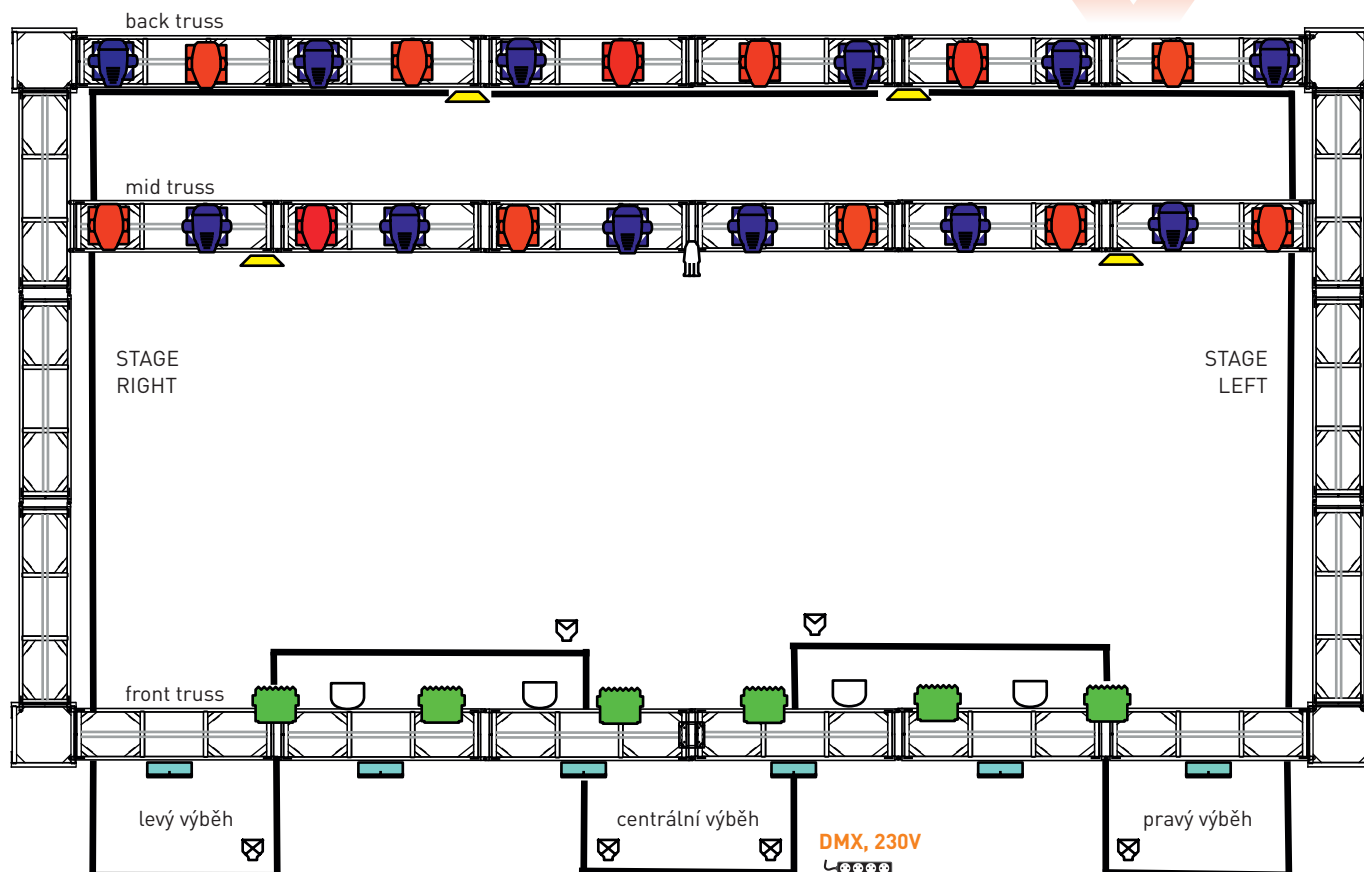 back truss
mid truss
STAGE
RIGHT
STAGE
LEFT
front truss
levý výběh
centrální výběh
pravý výběh
DMX, 230V